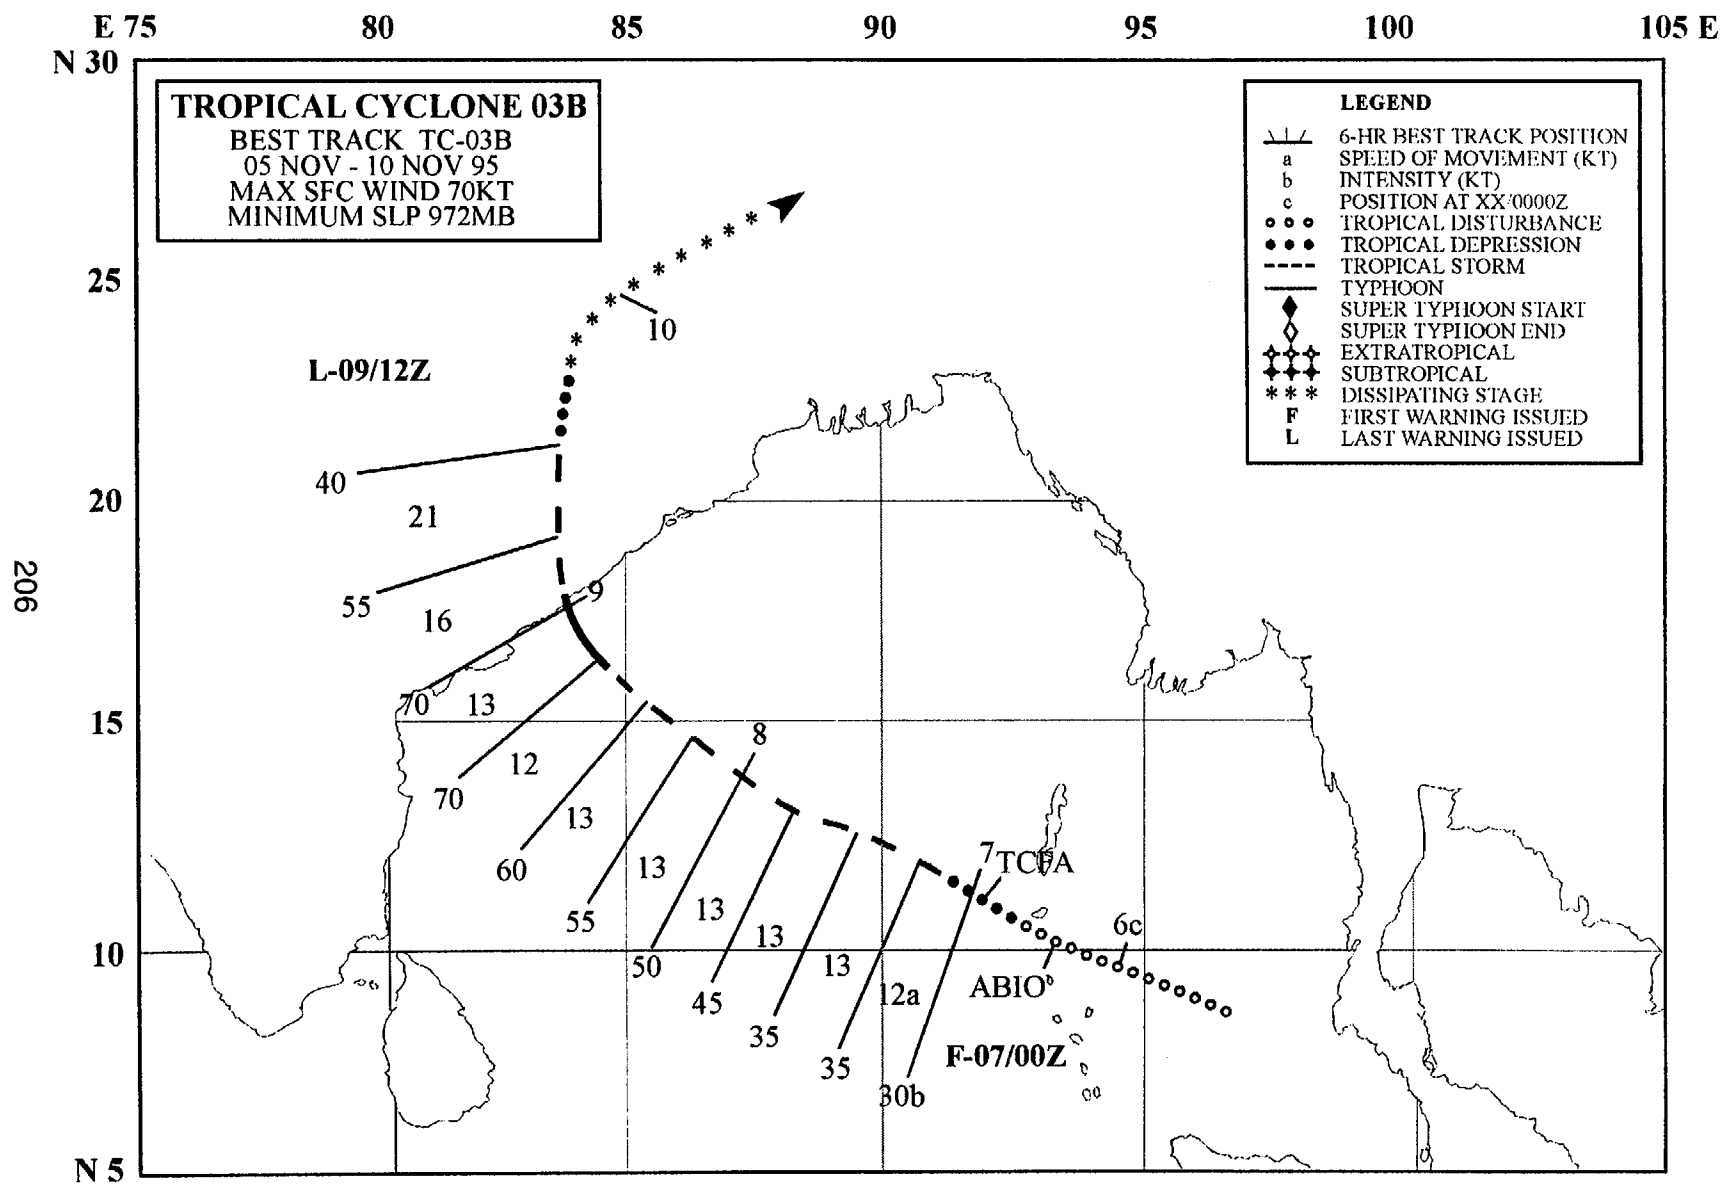 E 75 80 85 90 95 100 105 E
N 30
TROPICAL CYCLONE 03B
BEST TRACK TC-03B
05 NOV - 10 NOV 95
MAX SFC WIND 70KT
MINIMUM SLP 972MB
LEGEND
6-HR BEST TRACK POSITION
a SPEED OF MOVEMENT (KT)
b INTENSITY (KT)
c POSITION AT XX/0000Z
TROPICAL DISTURBANCE
TROPICAL DEPRESSION
TROPICAL STORM
TYPHOON
SUPER TYPHOON START
SUPER TYPHOON END
EXTRATROPICAL
SUBTROPICAL
*** DISSIPATING STAGE
F FIRST WARNING ISSUED
L LAST WARNING ISSUED
25
10
L-09/12Z
40
20
21
55
9
16
206
70 13
15
8
12
70
13
60
7
TCFA
13
55
13
6c
13
10
50
13
ABIO
12a
45
35
F-07/00Z
35
30b
N 5